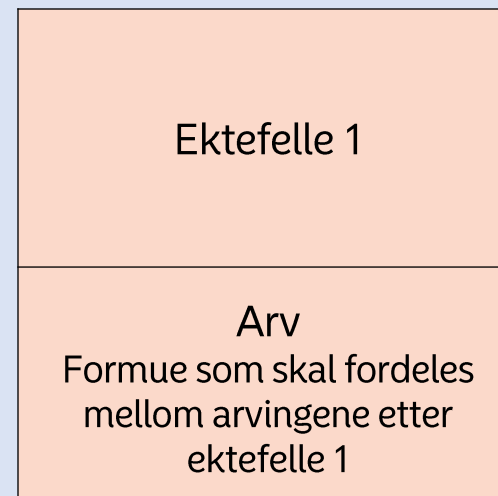 Ektefelle 1
Arv
Formue som skal fordeles
mellom arvingene etter
ektefelle 1